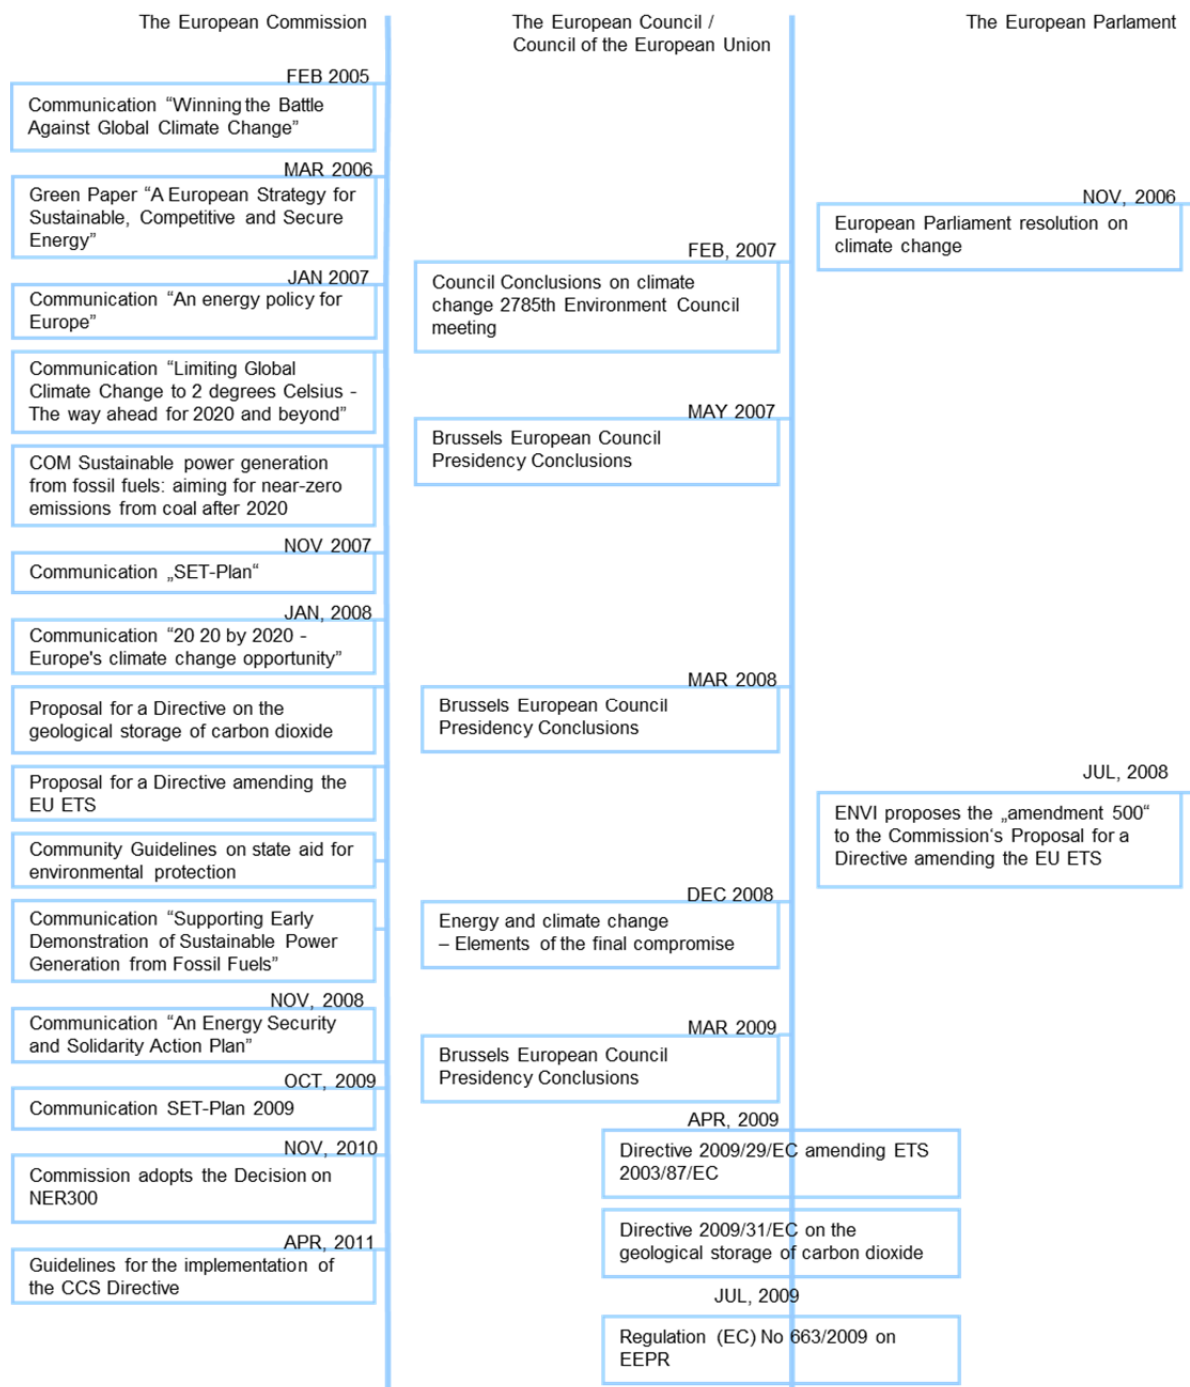 The European Commission
The European Council /
Council of the European Union
The European Parlament
FEB 2005
Communication “Winning the Battle
Against Global Climate Change”
MAR 2006
Green Paper “A European Strategy for
Sustainable, Competitive and Secure
Energy”
JAN 2007
Communication “An energy policy for
Europe”
Communication “Limiting Global
Climate Change to 2 degrees Celsius -
The way ahead for 2020 and beyond”
COM Sustainable power generation
from fossil fuels: aiming for near-zero
emissions from coal after 2020
NOV 2007
Communication „SET-Plan“
JAN, 2008
Communication “20 20 by 2020 -
Europe's climate change opportunity”
Proposal for a Directive on the
geological storage of carbon dioxide
Proposal for a Directive amending the
EU ETS
Community Guidelines on state aid for
environmental protection
Communication “Supporting Early
Demonstration of Sustainable Power
Generation from Fossil Fuels”
NOV, 2008
Communication “An Energy Security
and Solidarity Action Plan”
OCT, 2009
Communication SET-Plan 2009
NOV, 2010
Commission adopts the Decision on
NER300
APR, 2011
Guidelines for the implementation of
the CCS Directive
FEB, 2007
Council Conclusions on climate
change 2785th Environment Council
meeting
MAY 2007
Brussels European Council
Presidency Conclusions
MAR 2008
Brussels European Council
Presidency Conclusions
DEC 2008
Energy and climate change
– Elements of the final compromise
MAR 2009
Brussels European Council
Presidency Conclusions
APR, 2009
Directive 2009/29/EC amending ETS
2003/87/EC
Directive 2009/31/EC on the
geological storage of carbon dioxide
JUL, 2009
Regulation (EC) No 663/2009 on
EEPR
NOV, 2006
European Parliament resolution on
climate change
JUL, 2008
ENVI proposes the „amendment 500“
to the Commission‘s Proposal for a
Directive amending the EU ETS